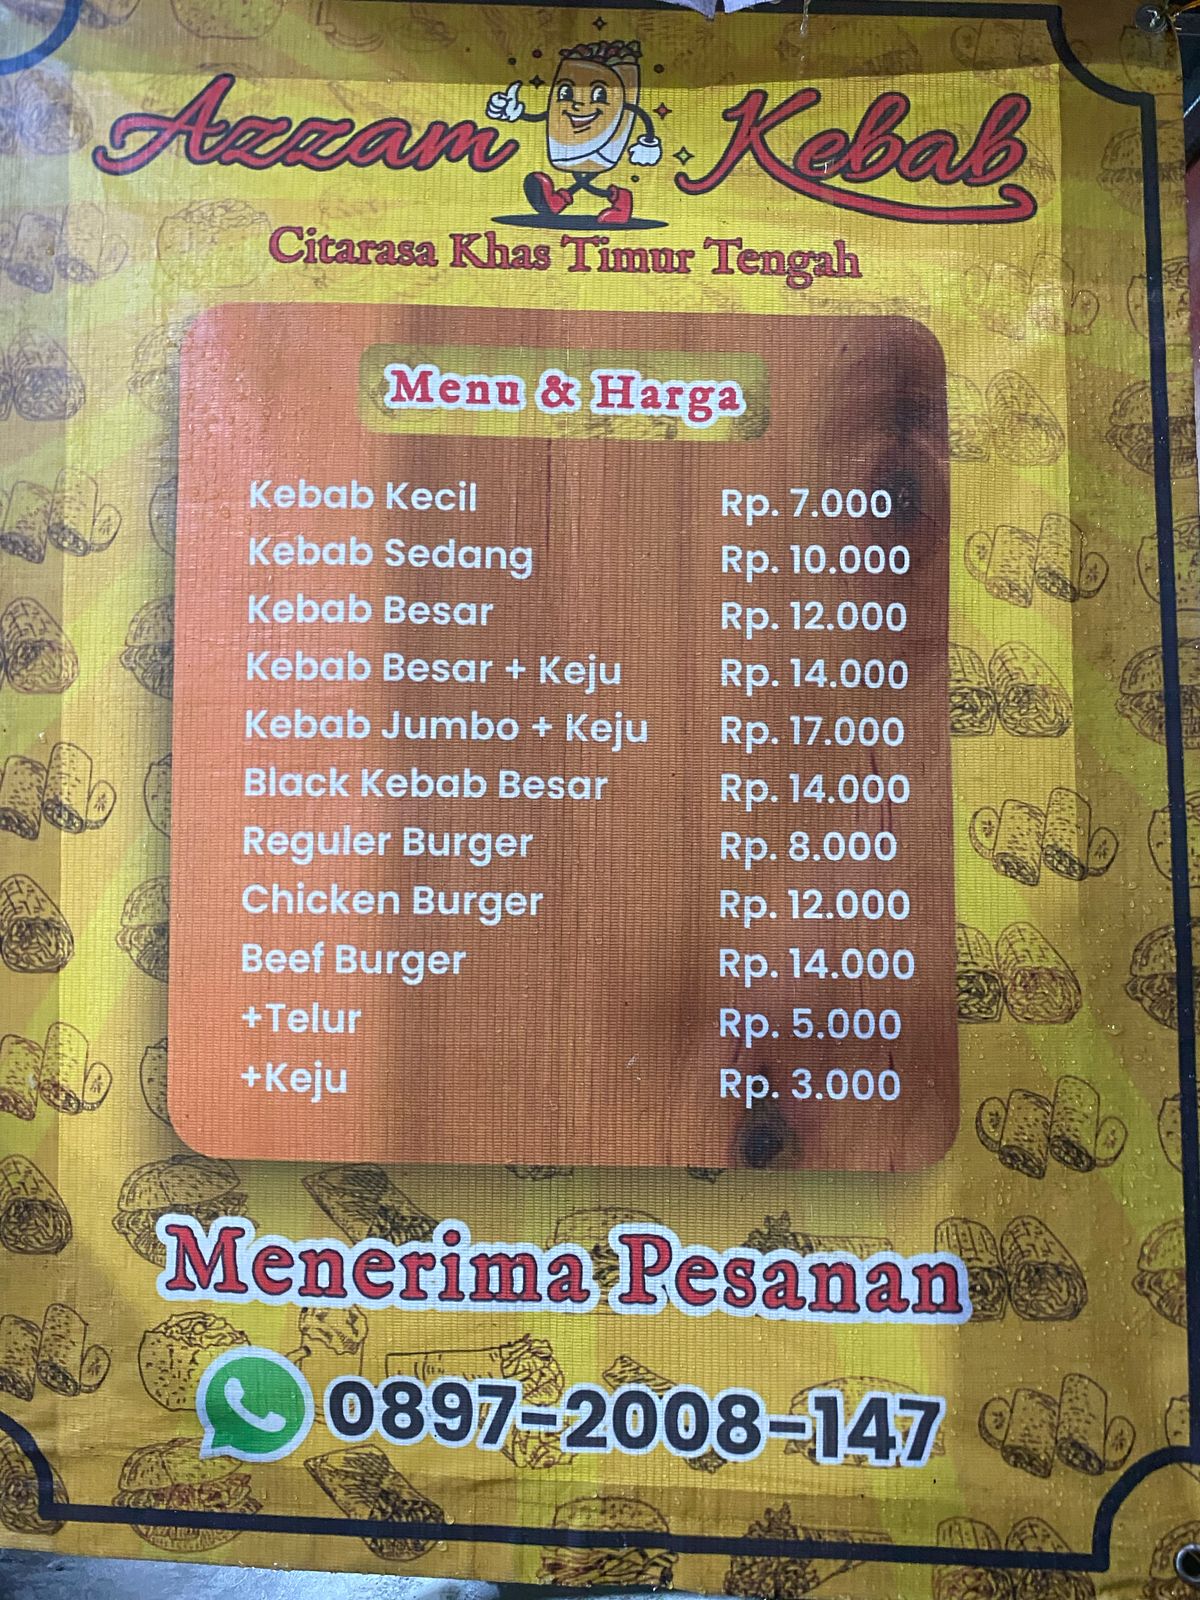 Azzam Kebab
Citarasa Khas Timur Tengah
Menu & Harga
Kebab Kecil Rp. 7.000
Kebab Sedang Rp. 10.000
Kebab Besar Rp. 12.000
Kebab Besar + Keju Rp. 14.000
Kebab Jumbo + Keju Rp. 17.000
Black Kebab Besar Rp. 14.000
Reguler Burger Rp. 8.000
Chicken Burger Rp. 12.000
Beef Burger Rp. 14.000
+Telur Rp. 5.000
+Keju Rp. 3.000
Menerima Pesanan
0897-2008-147